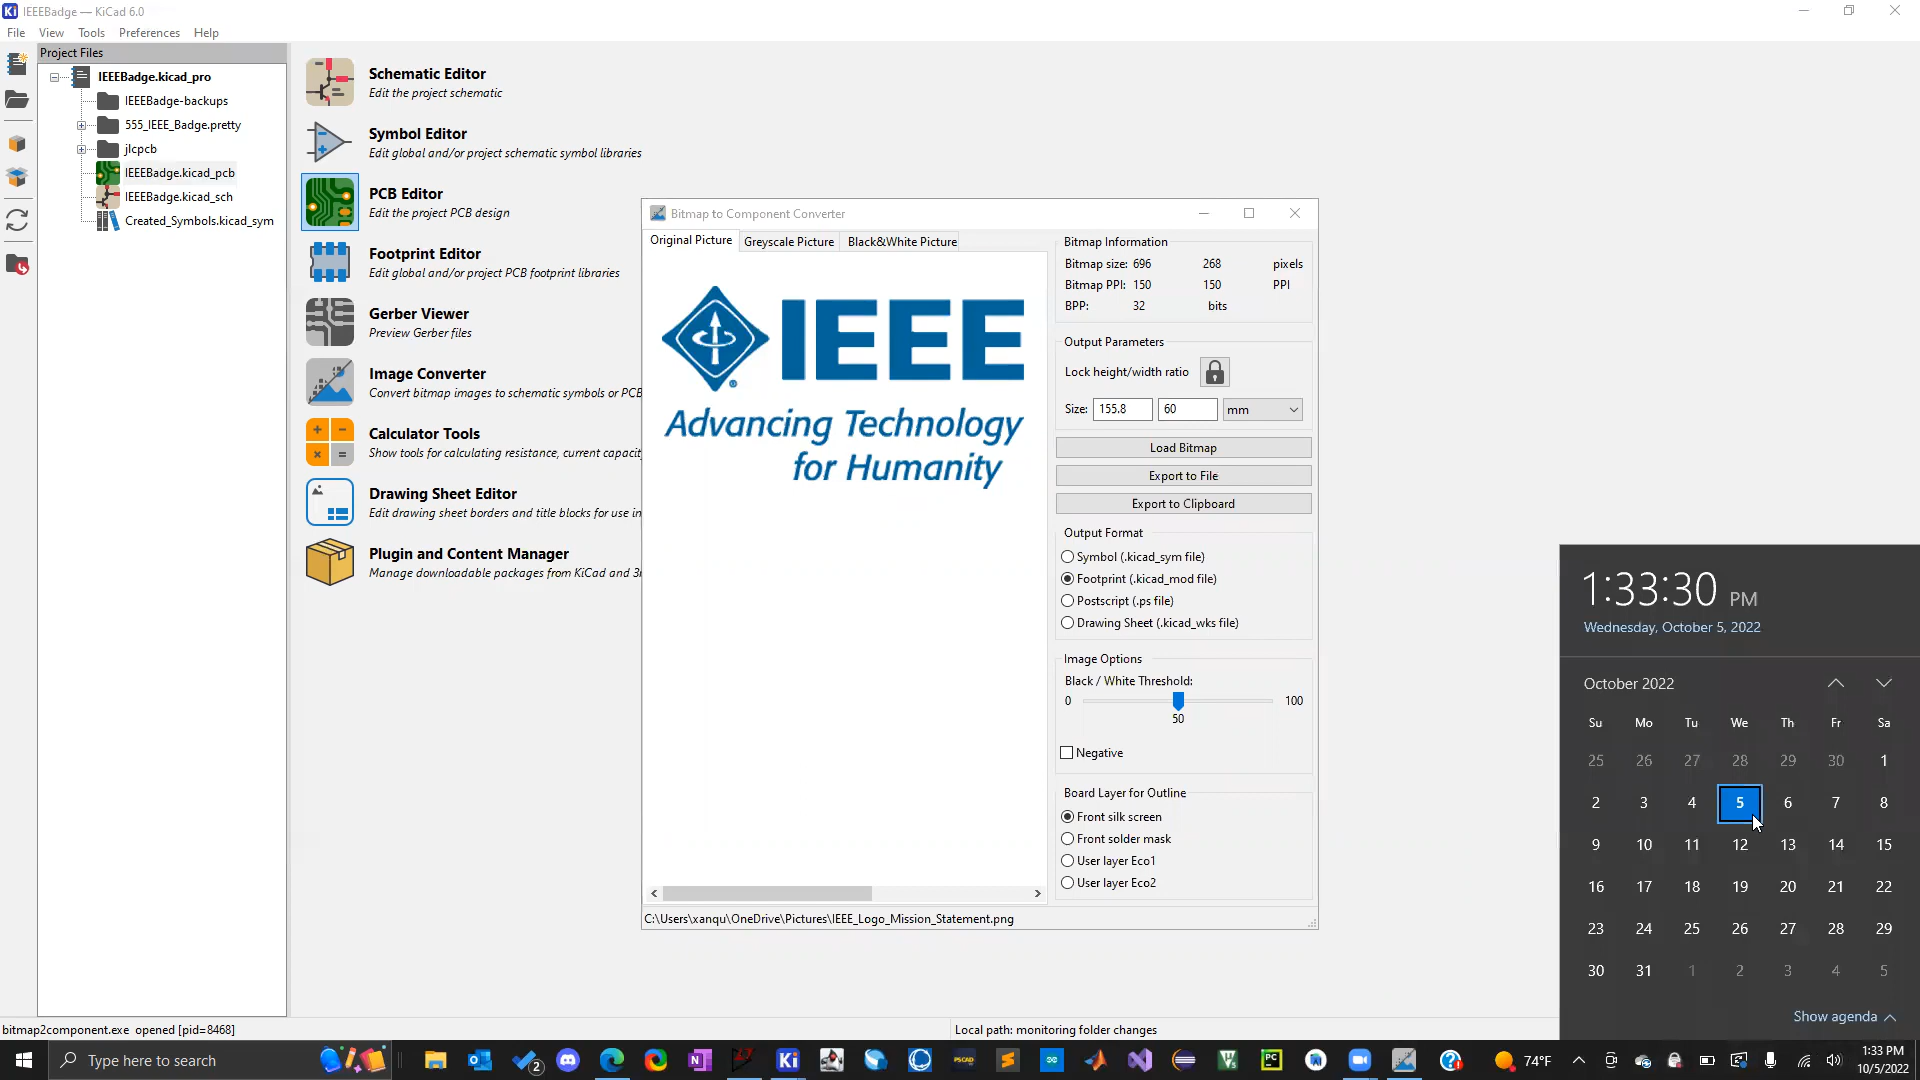 IEEEBadge — KiCad 6.0
File View Tools Preferences Help
Project Files
IEEEBadge.kicad_pro
IEEEBadge-backups
555_IEEE_Badge.pretty
jlcpcb
IEEEBadge.kicad_pcb
IEEEBadge.kicad_sch
Created_Symbols.kicad_sym
Schematic Editor
Edit the project schematic
Symbol Editor
Edit global and/or project schematic symbol libraries
PCB Editor
Edit the project PCB design
Footprint Editor
Edit global and/or project PCB footprint libraries
Gerber Viewer
Preview Gerber files
Image Converter
Convert bitmap images to schematic symbols or PCB
Calculator Tools
Show tools for calculating resistance, current capacit
Drawing Sheet Editor
Edit drawing sheet borders and title blocks for use in
Plugin and Content Manager
Manage downloadable packages from KiCad and 3
Bitmap to Component Converter
Original Picture Greyscale Picture Black&White Picture
IEEE
Advancing Technology
for Humanity
Bitmap Information
Bitmap size: 696 268 pixels
Bitmap PPI: 150 150 PPI
BPP: 32 bits
Output Parameters
Lock height/width ratio
Size: 155.8 60 mm
Load Bitmap
Export to File
Export to Clipboard
Output Format
Symbol (.kicad_sym file)
Footprint (.kicad_mod file)
Postscript (.ps file)
Drawing Sheet (.kicad_wks file)
Image Options
Black / White Threshold:
0 100
50
Negative
Board Layer for Outline
Front silk screen
Front solder mask
User layer Eco1
User layer Eco2
C:\Users\xanqu\OneDrive\Pictures\IEEE_Logo_Mission_Statement.png
1:33:30 PM
Wednesday, October 5, 2022
October 2022
Su Mo Tu We Th Fr Sa
25 26 27 28 29 30 1
2 3 4 5 6 7 8
9 10 11 12 13 14 15
16 17 18 19 20 21 22
23 24 25 26 27 28 29
30 31 1 2 3 4 5
Show agenda
bitmap2component.exe opened [pid=8468]
Local path: monitoring folder changes
Type here to search
2
Ki
PSCAD
PC
74°F
1:33 PM
10/5/2022